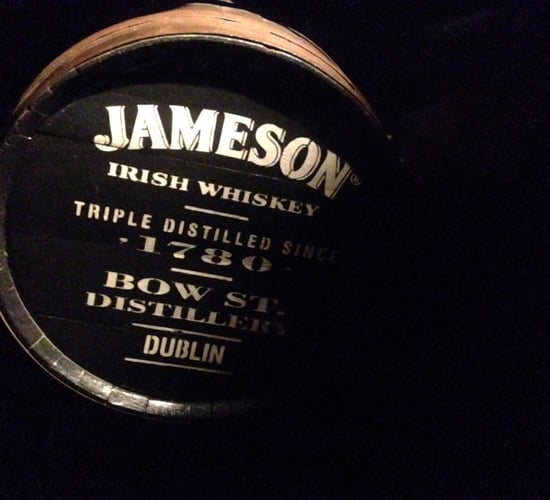 JAMESON®
IRISH WHISKEY
TRIPLE DISTILLED SINCE
·1780·
BOW ST.
DISTILLERY
DUBLIN